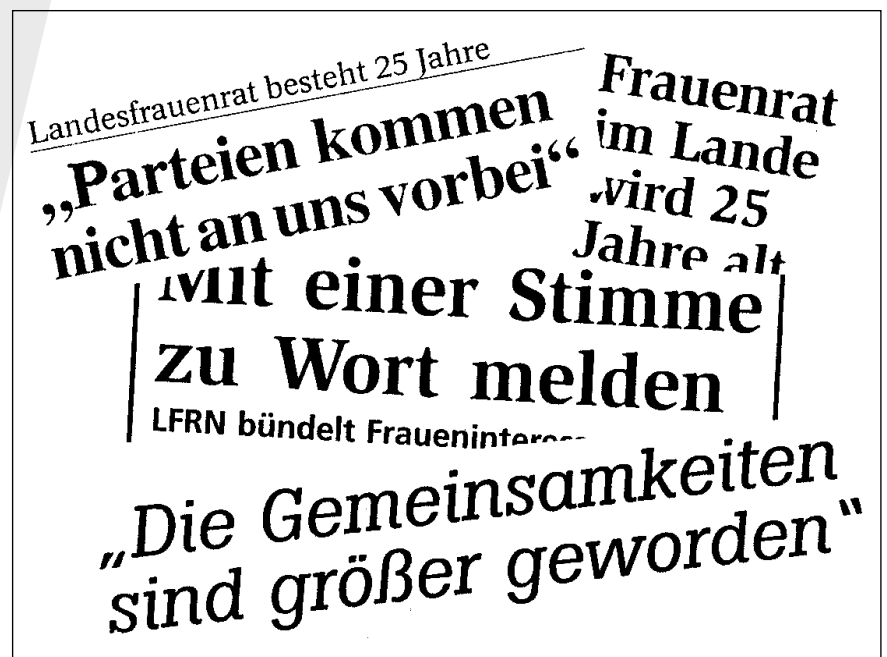 Landesfrauenrat besteht 25 Jahre
„Parteien kommen
nicht an uns vorbei“
Frauenrat
im Lande
wird 25
Jahre alt
Mit einer Stimme
zu Wort melden
LFRN bündelt
„Die Gemeinsamkeiten
sind größer geworden“